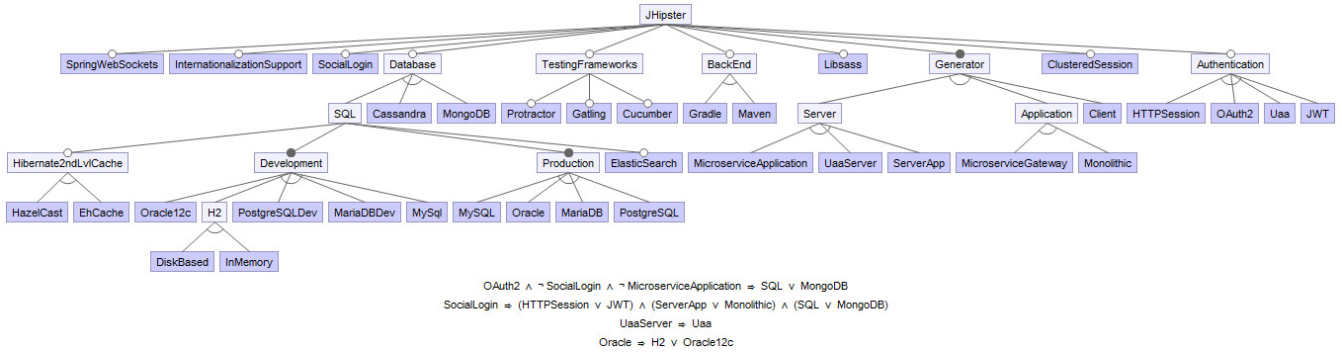 JHipster
SpringWebSockets InternationalizationSupport SocialLogin Database TestingFrameworks BackEnd Libsass Generator ClusteredSession Authentication
SQL Cassandra MongoDB Protractor Gatling Cucumber Gradle Maven Server Application Client HTTPSession OAuth2 Uaa JWT
Hibernate2ndLvlCache Development Production ElasticSearch MicroserviceApplication UaaServer ServerApp MicroserviceGateway Monolithic
HazelCast EhCache Oracle12c H2 PostgreSQLDev MariaDBDev MySql MySQL Oracle MariaDB PostgreSQL
DiskBased InMemory
OAuth2 ∧ ¬ SocialLogin ∧ ¬ MicroserviceApplication ⇒ SQL ∨ MongoDB
SocialLogin ⇒ (HTTPSession ∨ JWT) ∧ (ServerApp ∨ Monolithic) ∧ (SQL ∨ MongoDB)
UaaServer ⇒ Uaa
Oracle ⇒ H2 ∨ Oracle12c